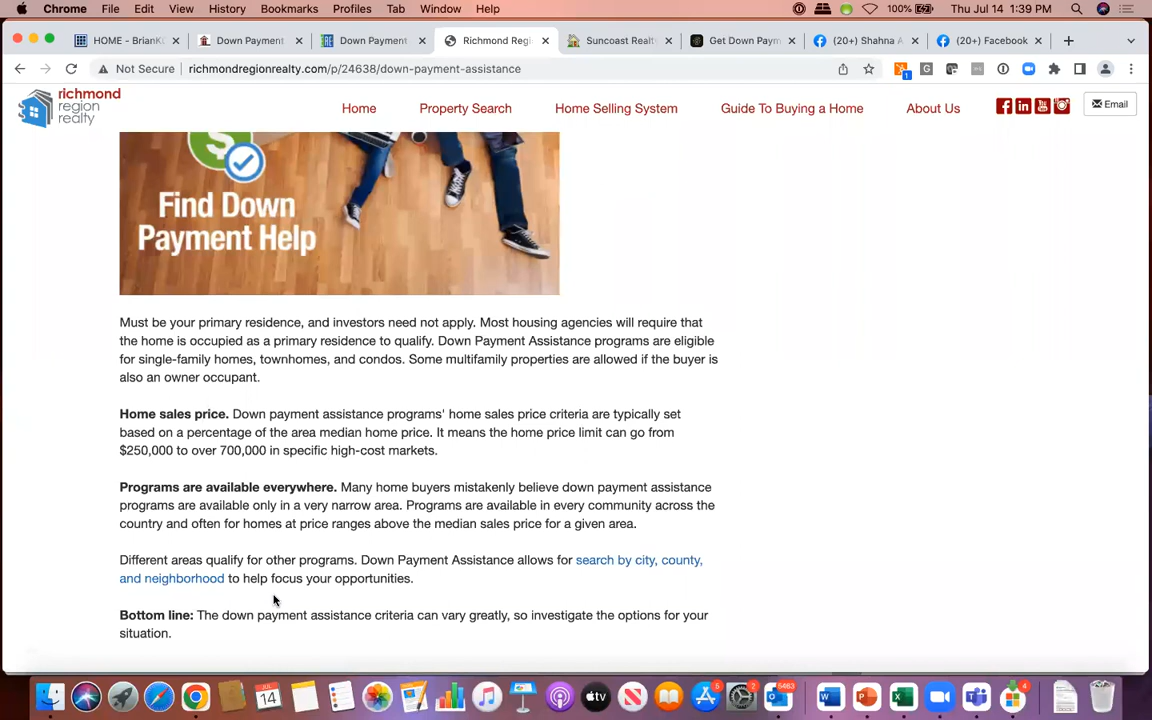 Chrome File Edit View History Bookmarks Profiles Tab Window Help 100% Thu Jul 14 1:39 PM
HOME - BrianK Down Payment Down Payment Richmond Regi Suncoast Realt Get Down Paym (20+) Shahna A (20+) Facebook
Not Secure richmondregionrealty.com/p/24638/down-payment-assistance
richmond
region
realty
Home Property Search Home Selling System Guide To Buying a Home About Us Email
Find Down
Payment Help
Must be your primary residence, and investors need not apply. Most housing agencies will require that
the home is occupied as a primary residence to qualify. Down Payment Assistance programs are eligible
for single-family homes, townhomes, and condos. Some multifamily properties are allowed if the buyer is
also an owner occupant.
Home sales price. Down payment assistance programs' home sales price criteria are typically set
based on a percentage of the area median home price. It means the home price limit can go from
$250,000 to over 700,000 in specific high-cost markets.
Programs are available everywhere. Many home buyers mistakenly believe down payment assistance
programs are available only in a very narrow area. Programs are available in every community across the
country and often for homes at price ranges above the median sales price for a given area.
Different areas qualify for other programs. Down Payment Assistance allows for search by city, county,
and neighborhood to help focus your opportunities.
Bottom line: The down payment assistance criteria can vary greatly, so investigate the options for your
situation.